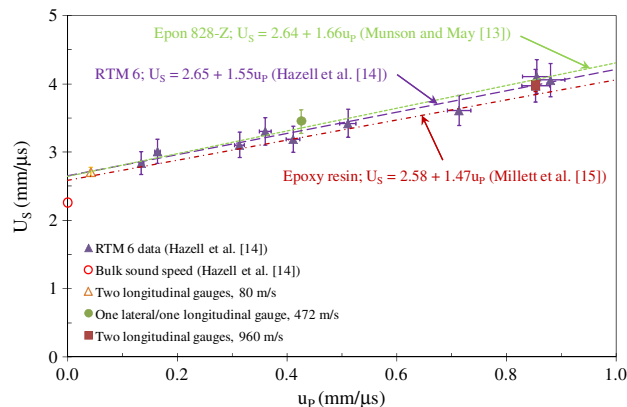 Epon 828-Z; U_S = 2.64 + 1.66u_P (Munson and May [13])
RTM 6; U_S = 2.65 + 1.55u_P (Hazell et al. [14])
Epoxy resin; U_S = 2.58 + 1.47u_P (Millett et al. [15])
RTM 6 data (Hazell et al. [14])
Bulk sound speed (Hazell et al. [14])
Two longitudinal gauges, 80 m/s
One lateral/one longitudinal gauge, 472 m/s
Two longitudinal gauges, 960 m/s
5
4
3
2
1
0
U_S (mm/μs)
0.0 0.2 0.4 0.6 0.8 1.0
u_P (mm/μs)